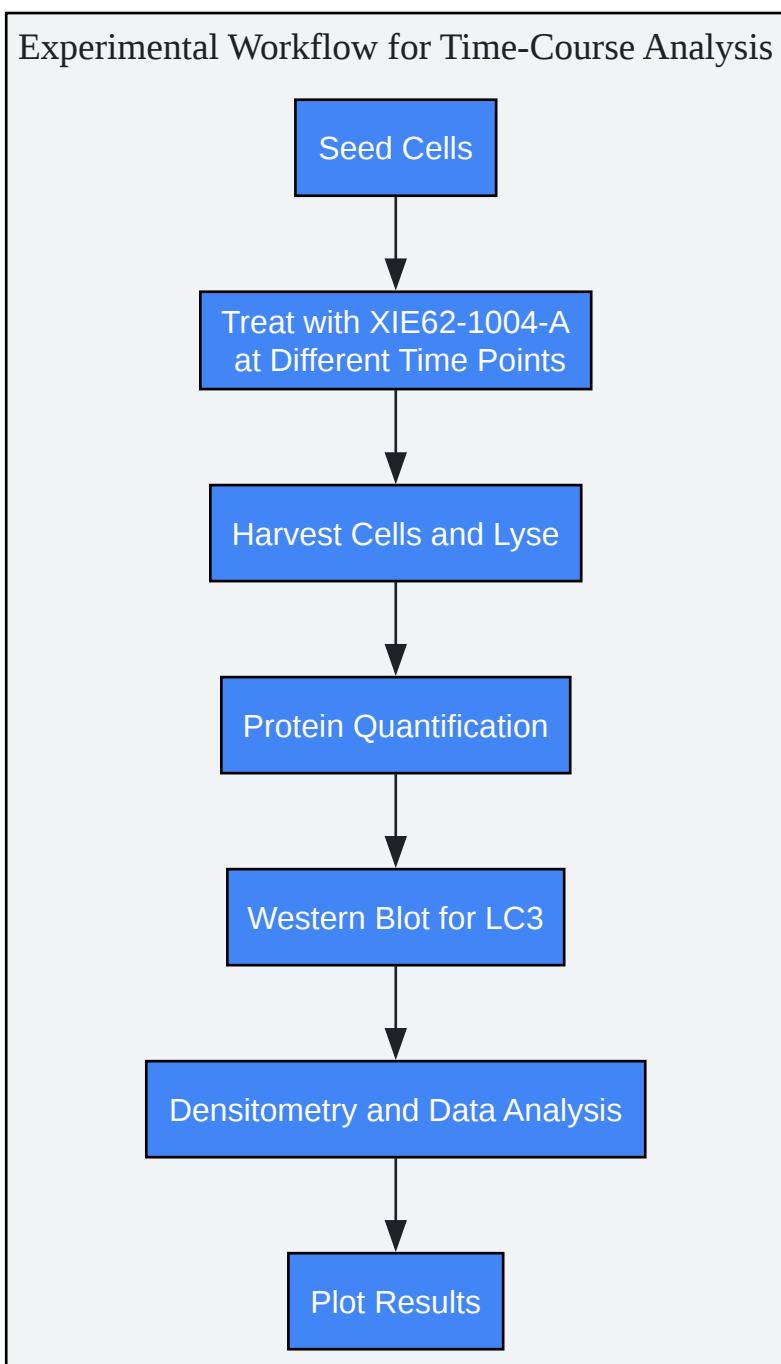 Experimental Workflow for Time-Course Analysis
Seed Cells
Treat with XIE62-1004-A
at Different Time Points
Harvest Cells and Lyse
Protein Quantification
Western Blot for LC3
Densitometry and Data Analysis
Plot Results